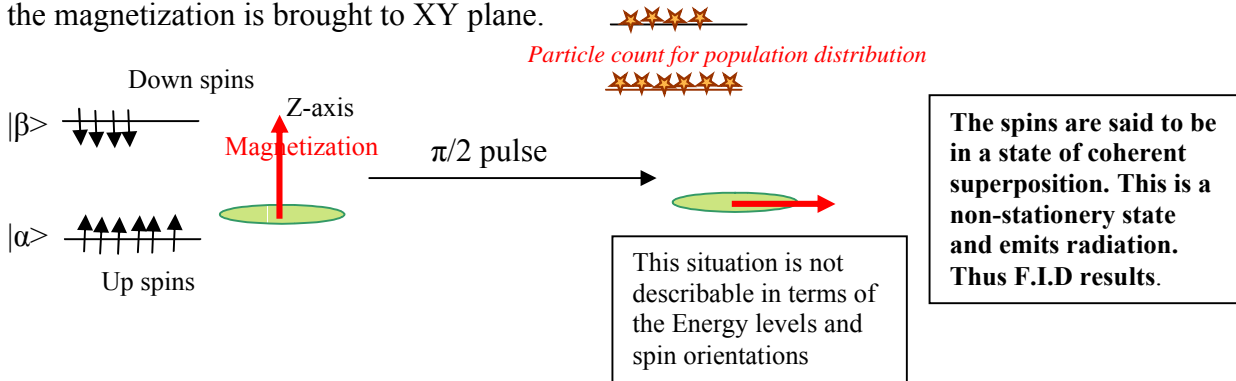 the magnetization is brought to XY plane.
Particle count for population distribution
Down spins
|β>
Z-axis
Magnetization
π/2 pulse
|α>
Up spins
This situation is not
describable in terms of
the Energy levels and
spin orientations
The spins are said to be
in a state of coherent
superposition. This is a
non-stationery state
and emits radiation.
Thus F.I.D results.